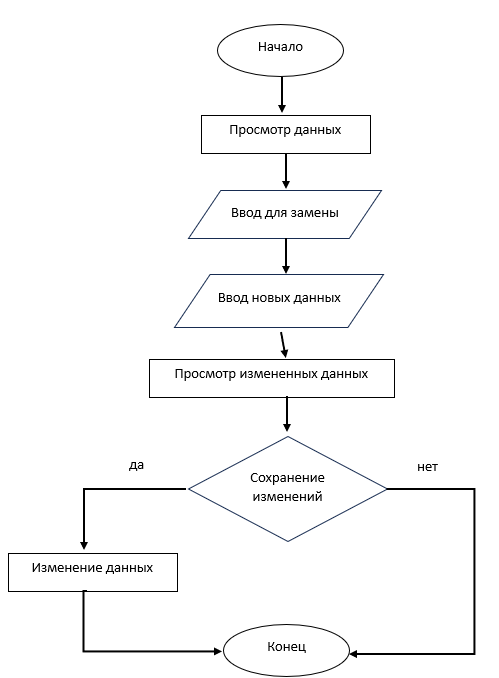 Начало
Просмотр данных
Ввод для замены
Ввод новых данных
Просмотр измененных данных
да
нет
Сохранение
изменений
Изменение данных
Конец